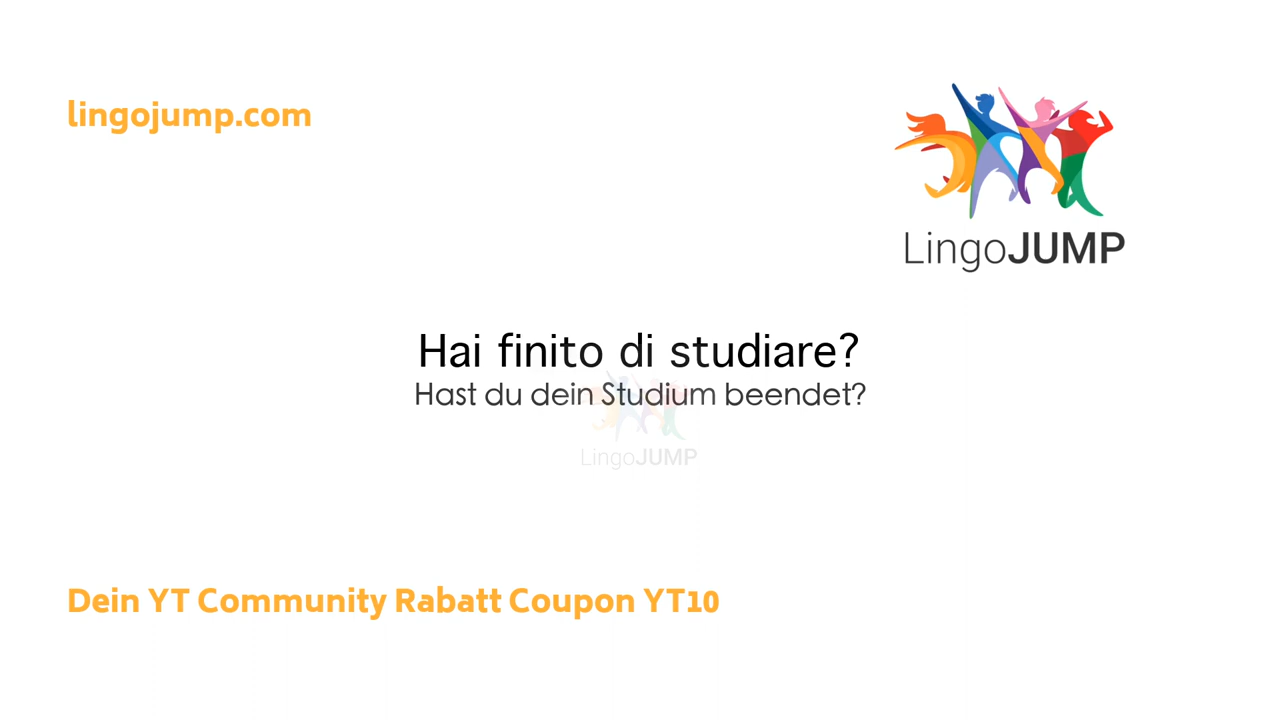 lingojump.com
LingoJUMP
Hai finito di studiare?
Hast du dein Studium beendet?
LingoJUMP
Dein YT Community Rabatt Coupon YT10